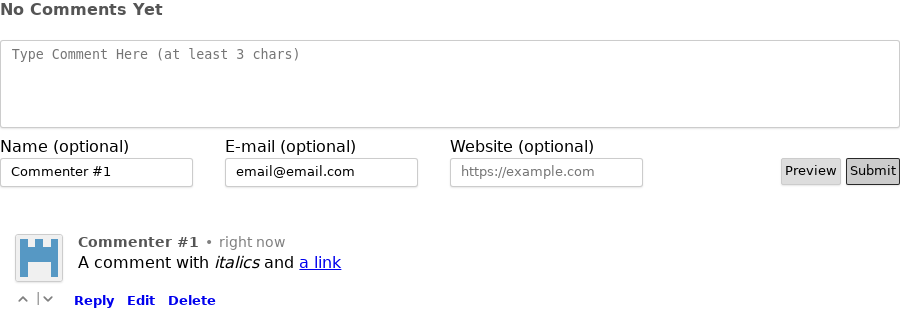 No Comments Yet
Type Comment Here (at least 3 chars)
Name (optional) E-mail (optional) Website (optional)
Commenter #1 email@email.com https://example.com Preview Submit
Commenter #1 • right now
A comment with italics and a link
| Reply Edit Delete